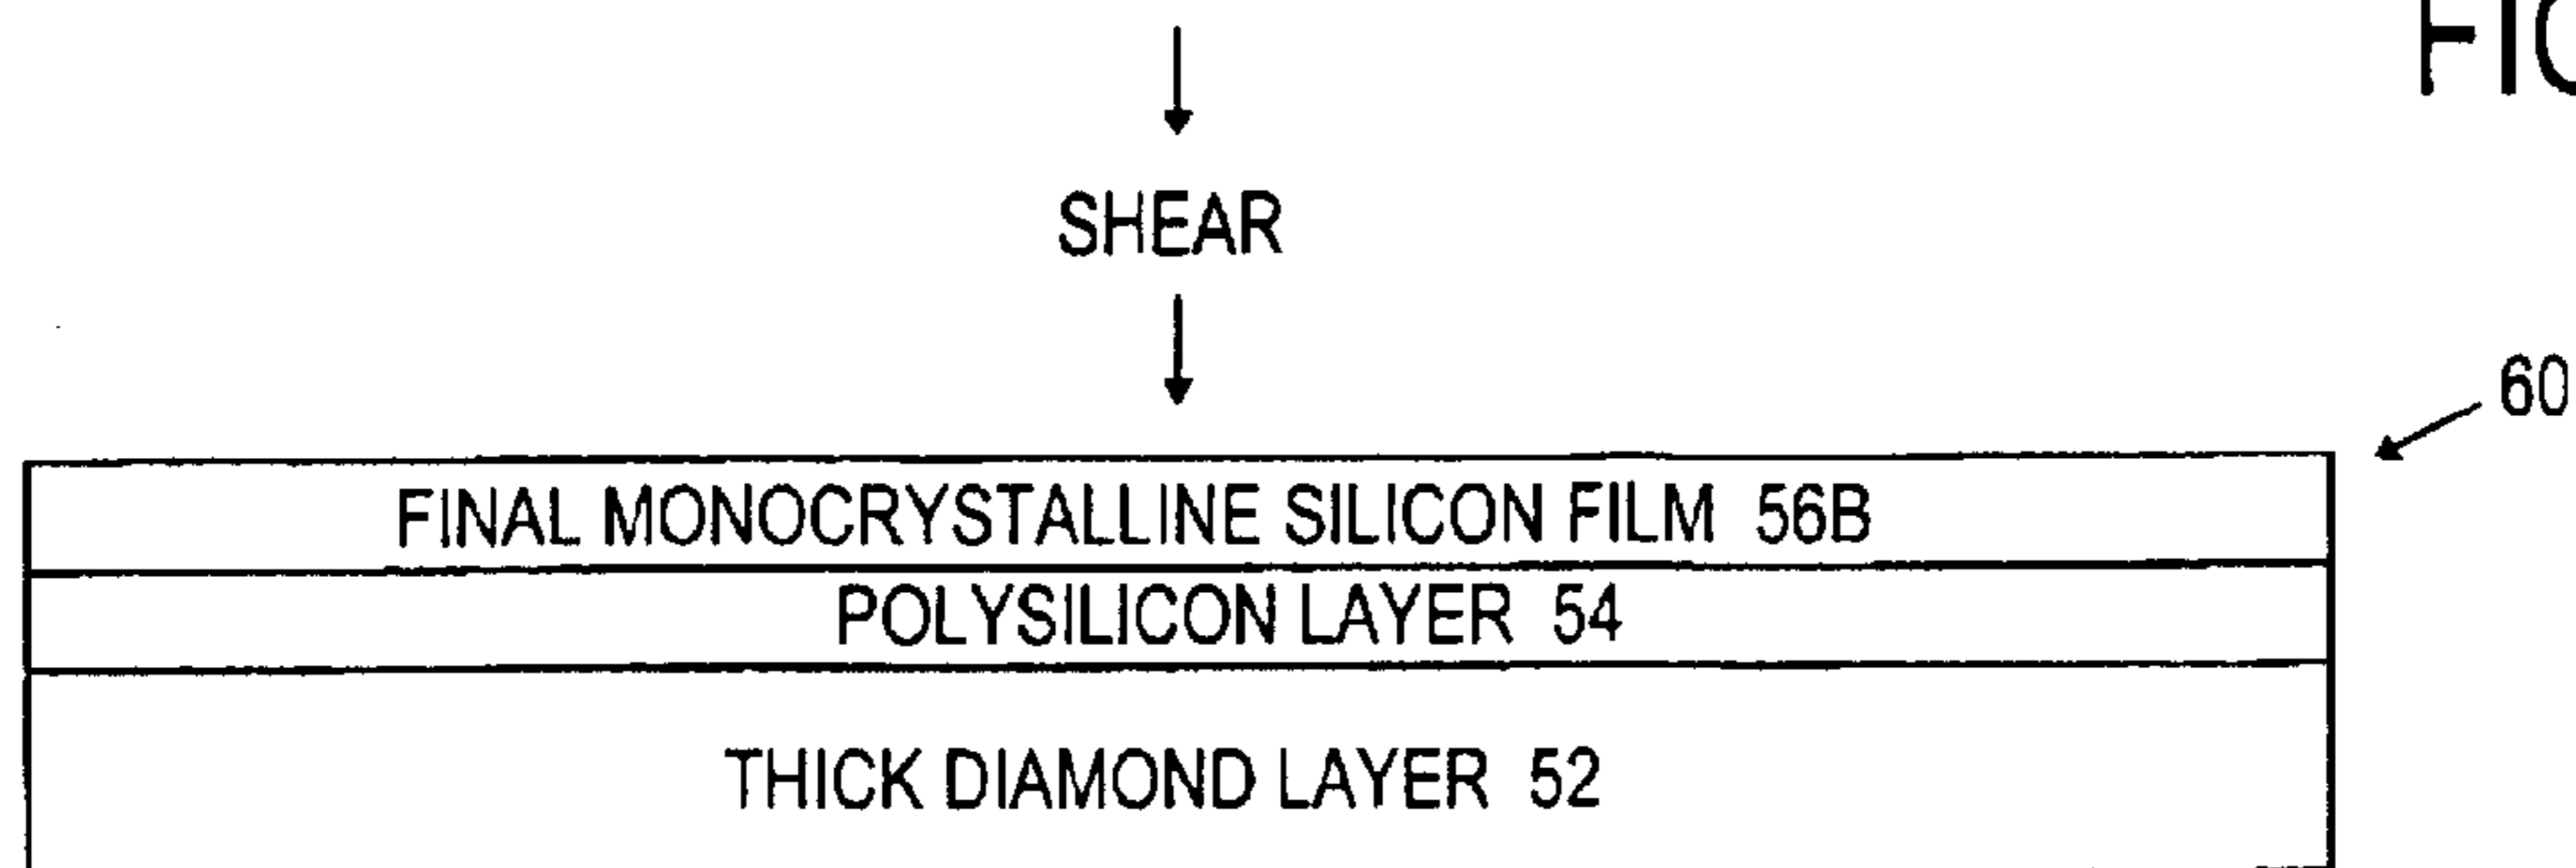 SHEAR
60
FINAL MONOCRYSTALLINE SILICON FILM 56B
POLYSILICON LAYER 54
THICK DIAMOND LAYER 52